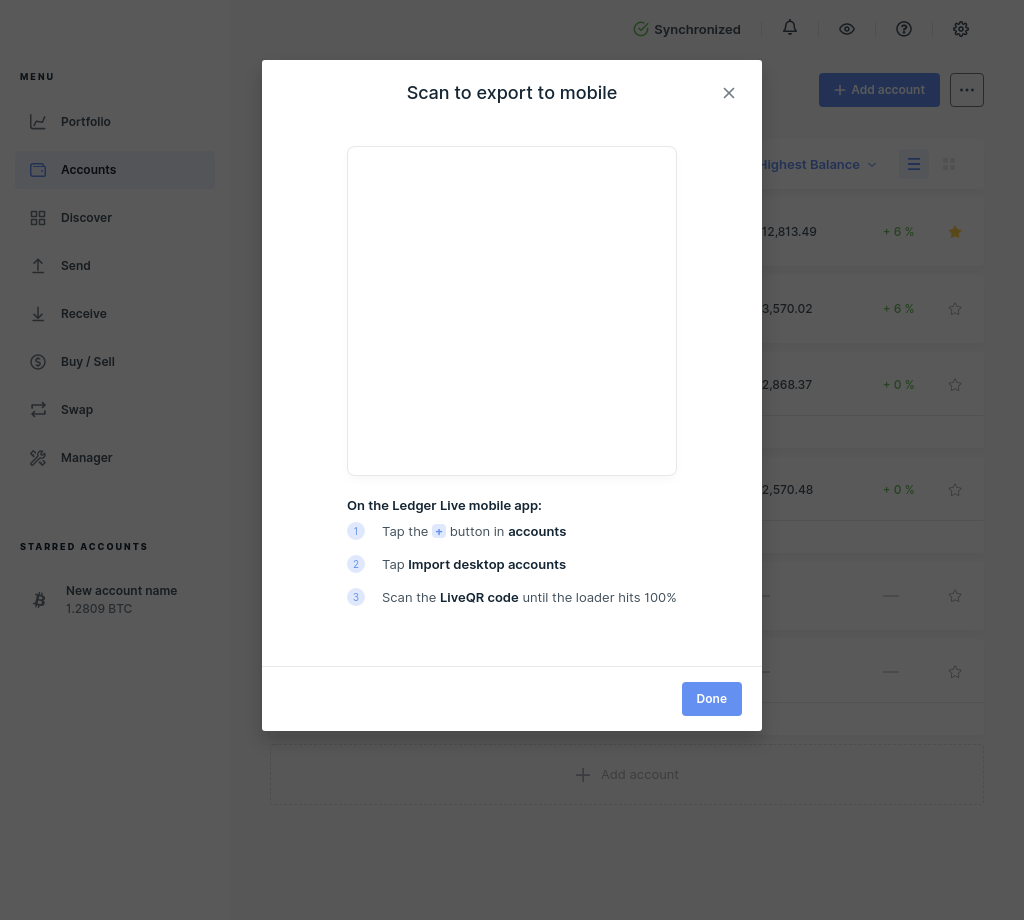 Synchronized
MENU
Portfolio
Accounts
Discover
Send
Receive
Buy / Sell
Swap
Manager
STARRED ACCOUNTS
New account name
1.2809 BTC
+ Add account
Highest Balance
12,813.49 + 6 %
3,570.02 + 6 %
2,868.37 + 0 %
2,570.48 + 0 %
— —
— —
+ Add account
Scan to export to mobile
On the Ledger Live mobile app:
1 Tap the + button in accounts
2 Tap Import desktop accounts
3 Scan the LiveQR code until the loader hits 100%
Done